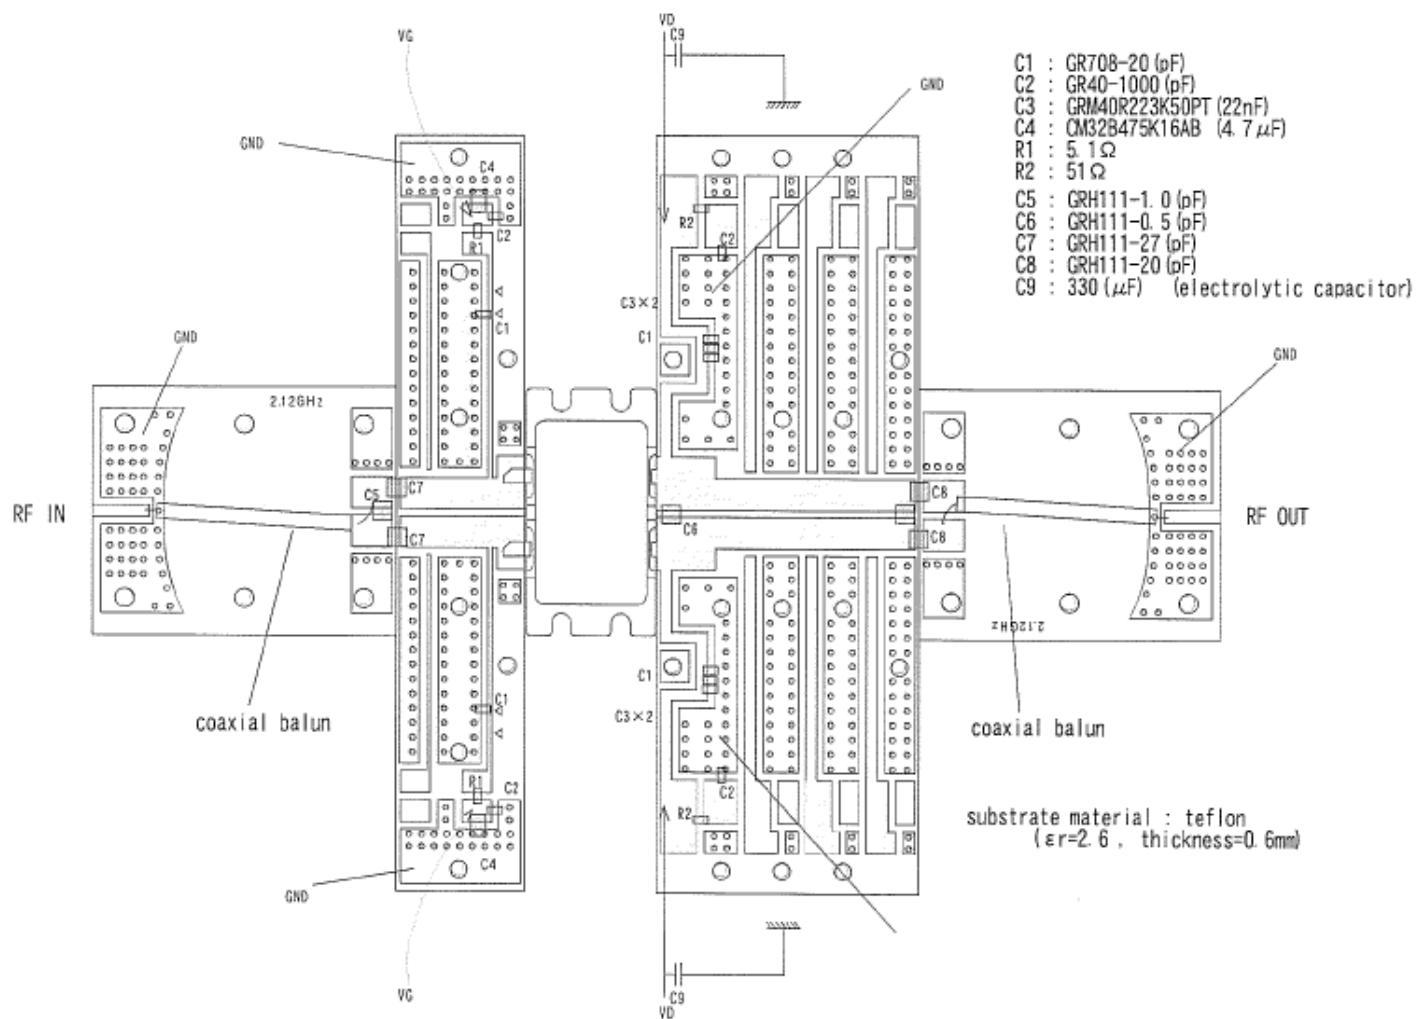 VD
C9
VG
C1 : GR708-20(pF)
C2 : GR40-1000(pF)
C3 : GRM40R223K50PT(22nF)
C4 : CM32B475K16AB (4.7μF)
R1 : 5.1Ω
R2 : 51Ω
C5 : GRH111-1.0(pF)
C6 : GRH111-0.5(pF)
C7 : GRH111-27(pF)
C8 : GRH111-20(pF)
C9 : 330(μF) (electrolytic capacitor)
GND
GND
C4
R2
C2
R1
C2
C3×2
C1
C1
GND
GND
2.12GHz
C5
C7
C8
RF IN
RF OUT
C6
C7
C8
2.12GHz
C1
C1
C3×2
coaxial balun
coaxial balun
R1
C2
C2
R2
substrate material : teflon
(εr=2.6 , thickness=0.6mm)
C4
GND
VG
C9
VD